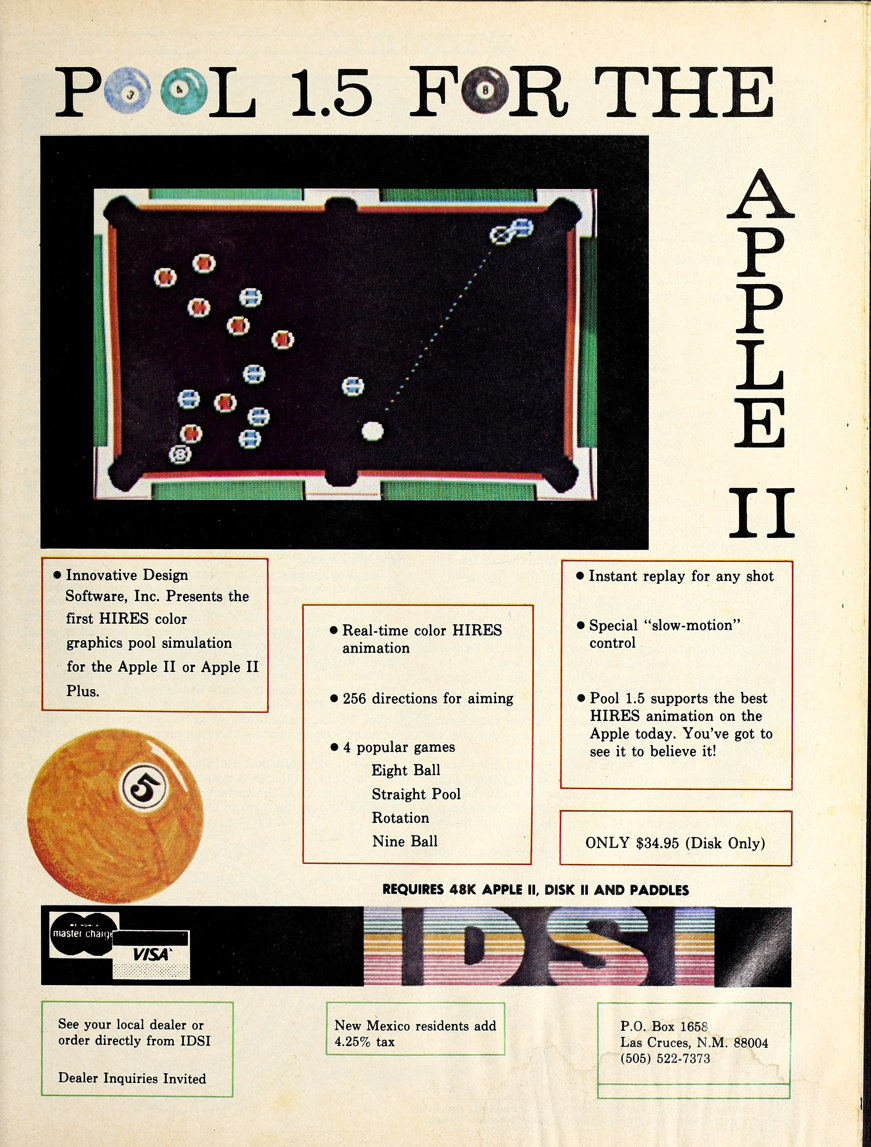 POOL 1.5 FOR THE
APPLE II
3
4
8
8
• Innovative Design
Software, Inc. Presents the
first HIRES color
graphics pool simulation
for the Apple II or Apple II
Plus.
• Real-time color HIRES
animation
• 256 directions for aiming
• 4 popular games
Eight Ball
Straight Pool
Rotation
Nine Ball
• Instant replay for any shot
• Special “slow-motion”
control
• Pool 1.5 supports the best
HIRES animation on the
Apple today. You’ve got to
see it to believe it!
5
ONLY $34.95 (Disk Only)
REQUIRES 48K APPLE II, DISK II AND PADDLES
master charge
VISA
IDSI
See your local dealer or
order directly from IDSI
Dealer Inquiries Invited
New Mexico residents add
4.25% tax
P.O. Box 1658
Las Cruces, N.M. 88004
(505) 522-7373